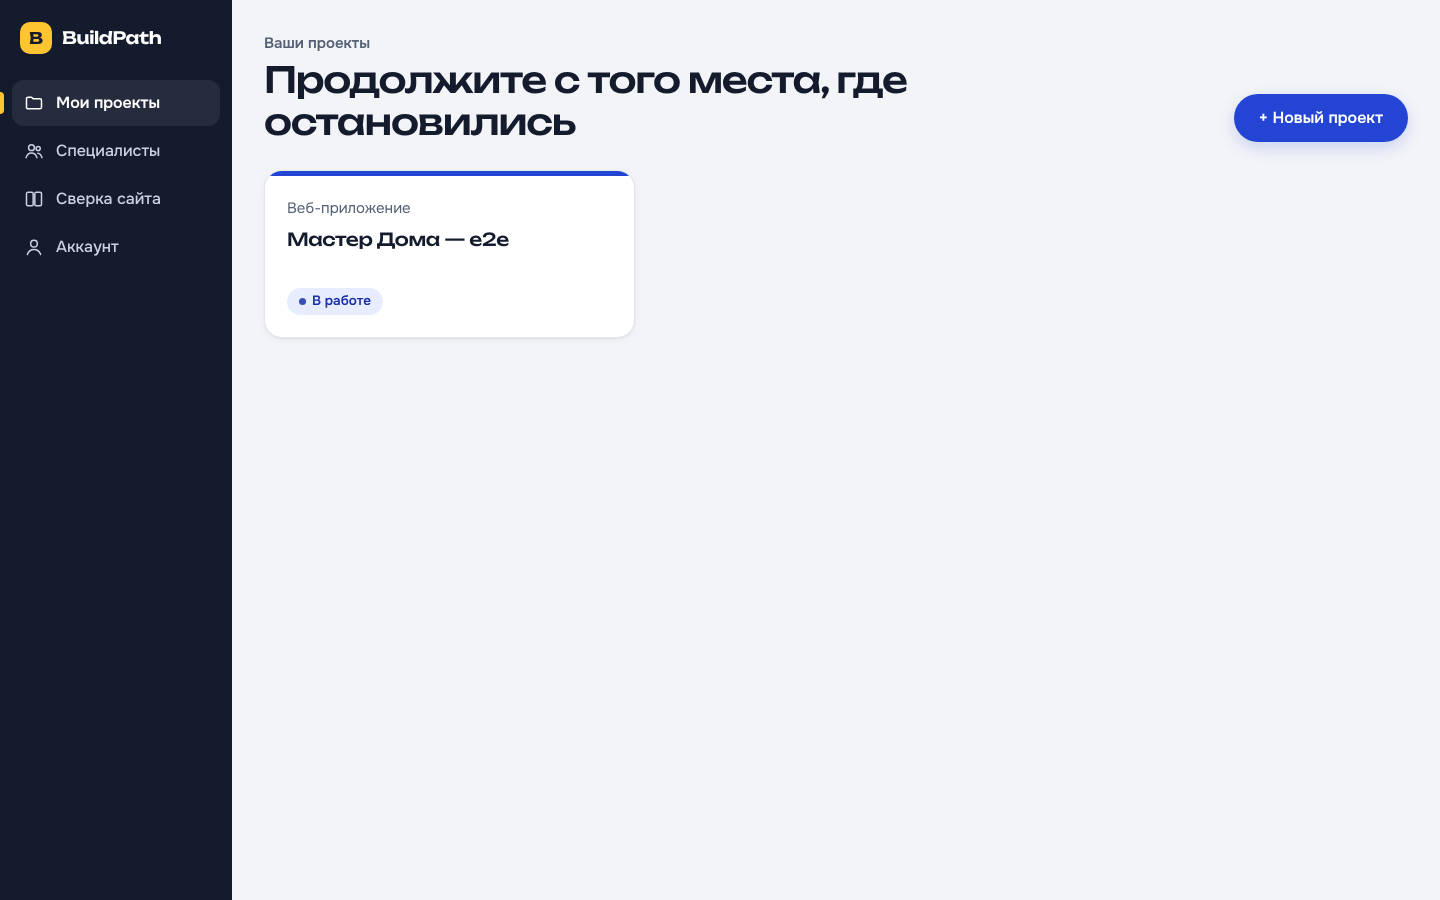 B BuildPath
Мои проекты
Специалисты
Сверка сайта
Аккаунт
Ваши проекты
Продолжите с того места, где
остановились
+ Новый проект
Веб-приложение
Мастер Дома — e2e
В работе